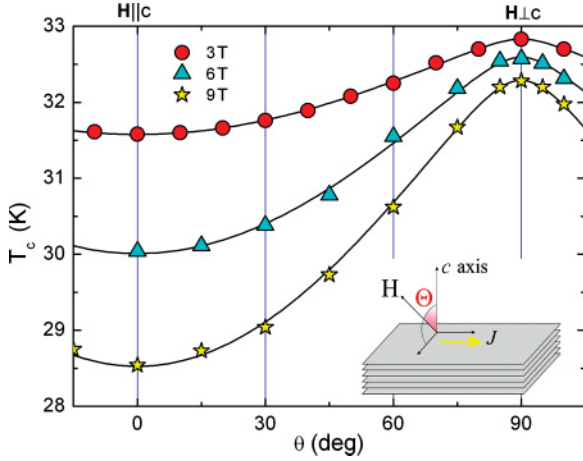 H||c
H⊥c
33
32
31
30
29
28
T_c (K)
3T
6T
9T
c axis
H
Θ
J
0
30
60
90
θ (deg)